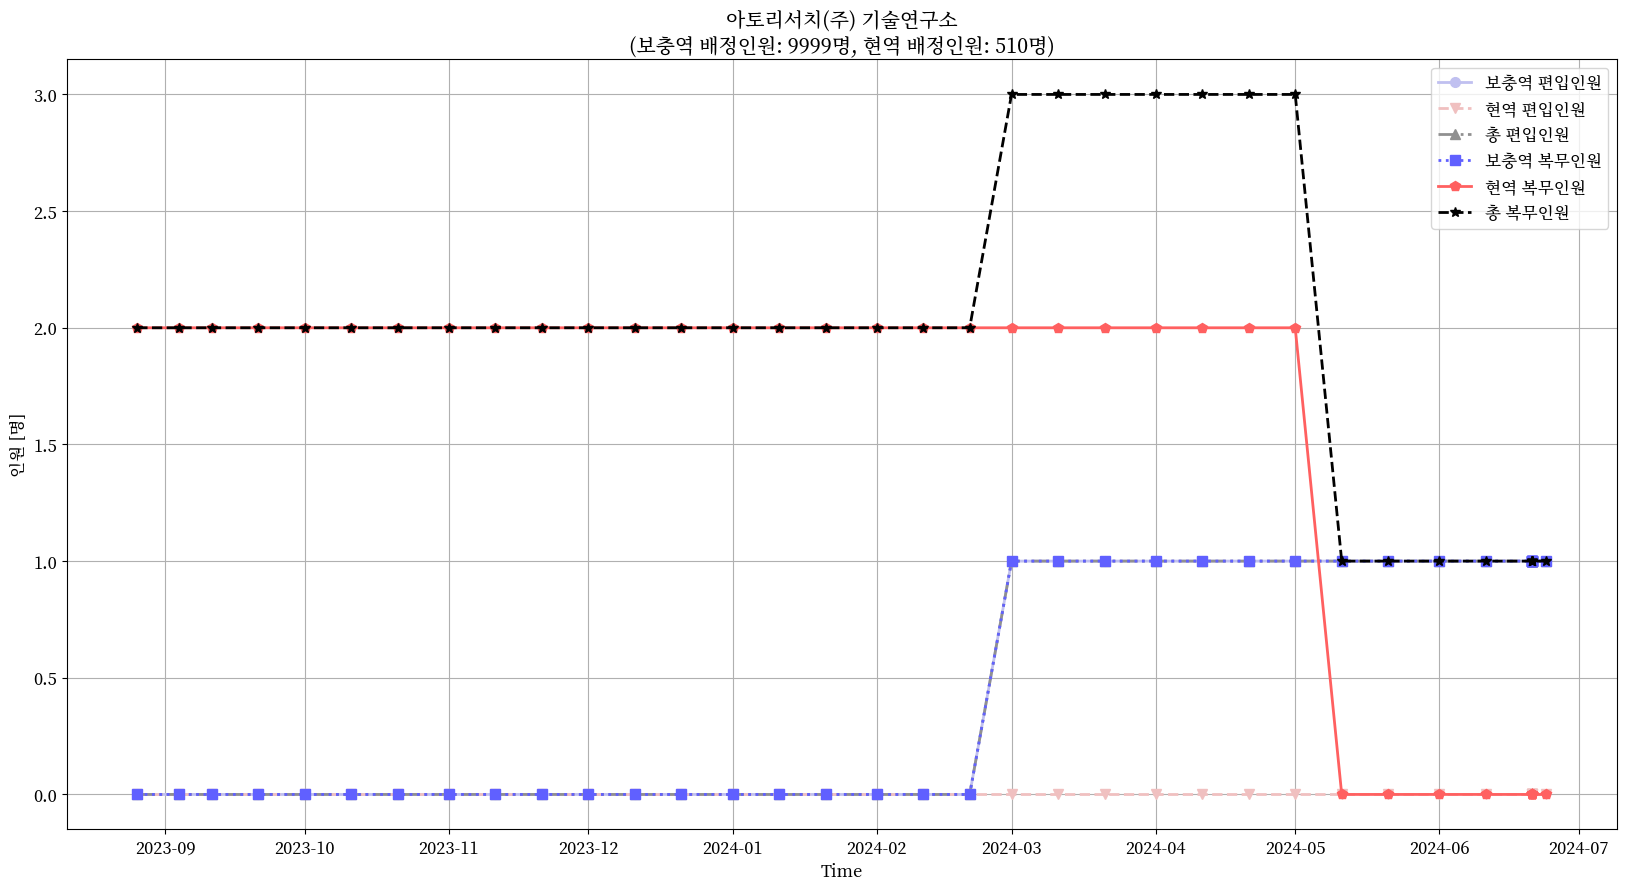 아토리서치(주) 기술연구소
(보충역 배정인원: 9999명, 현역 배정인원: 510명)
보충역 편입인원
현역 편입인원
총 편입인원
보충역 복무인원
현역 복무인원
총 복무인원
인원 [명]
3.0
2.5
2.0
1.5
1.0
0.5
0.0
2023-09
2023-10
2023-11
2023-12
2024-01
2024-02
2024-03
2024-04
2024-05
2024-06
2024-07
Time